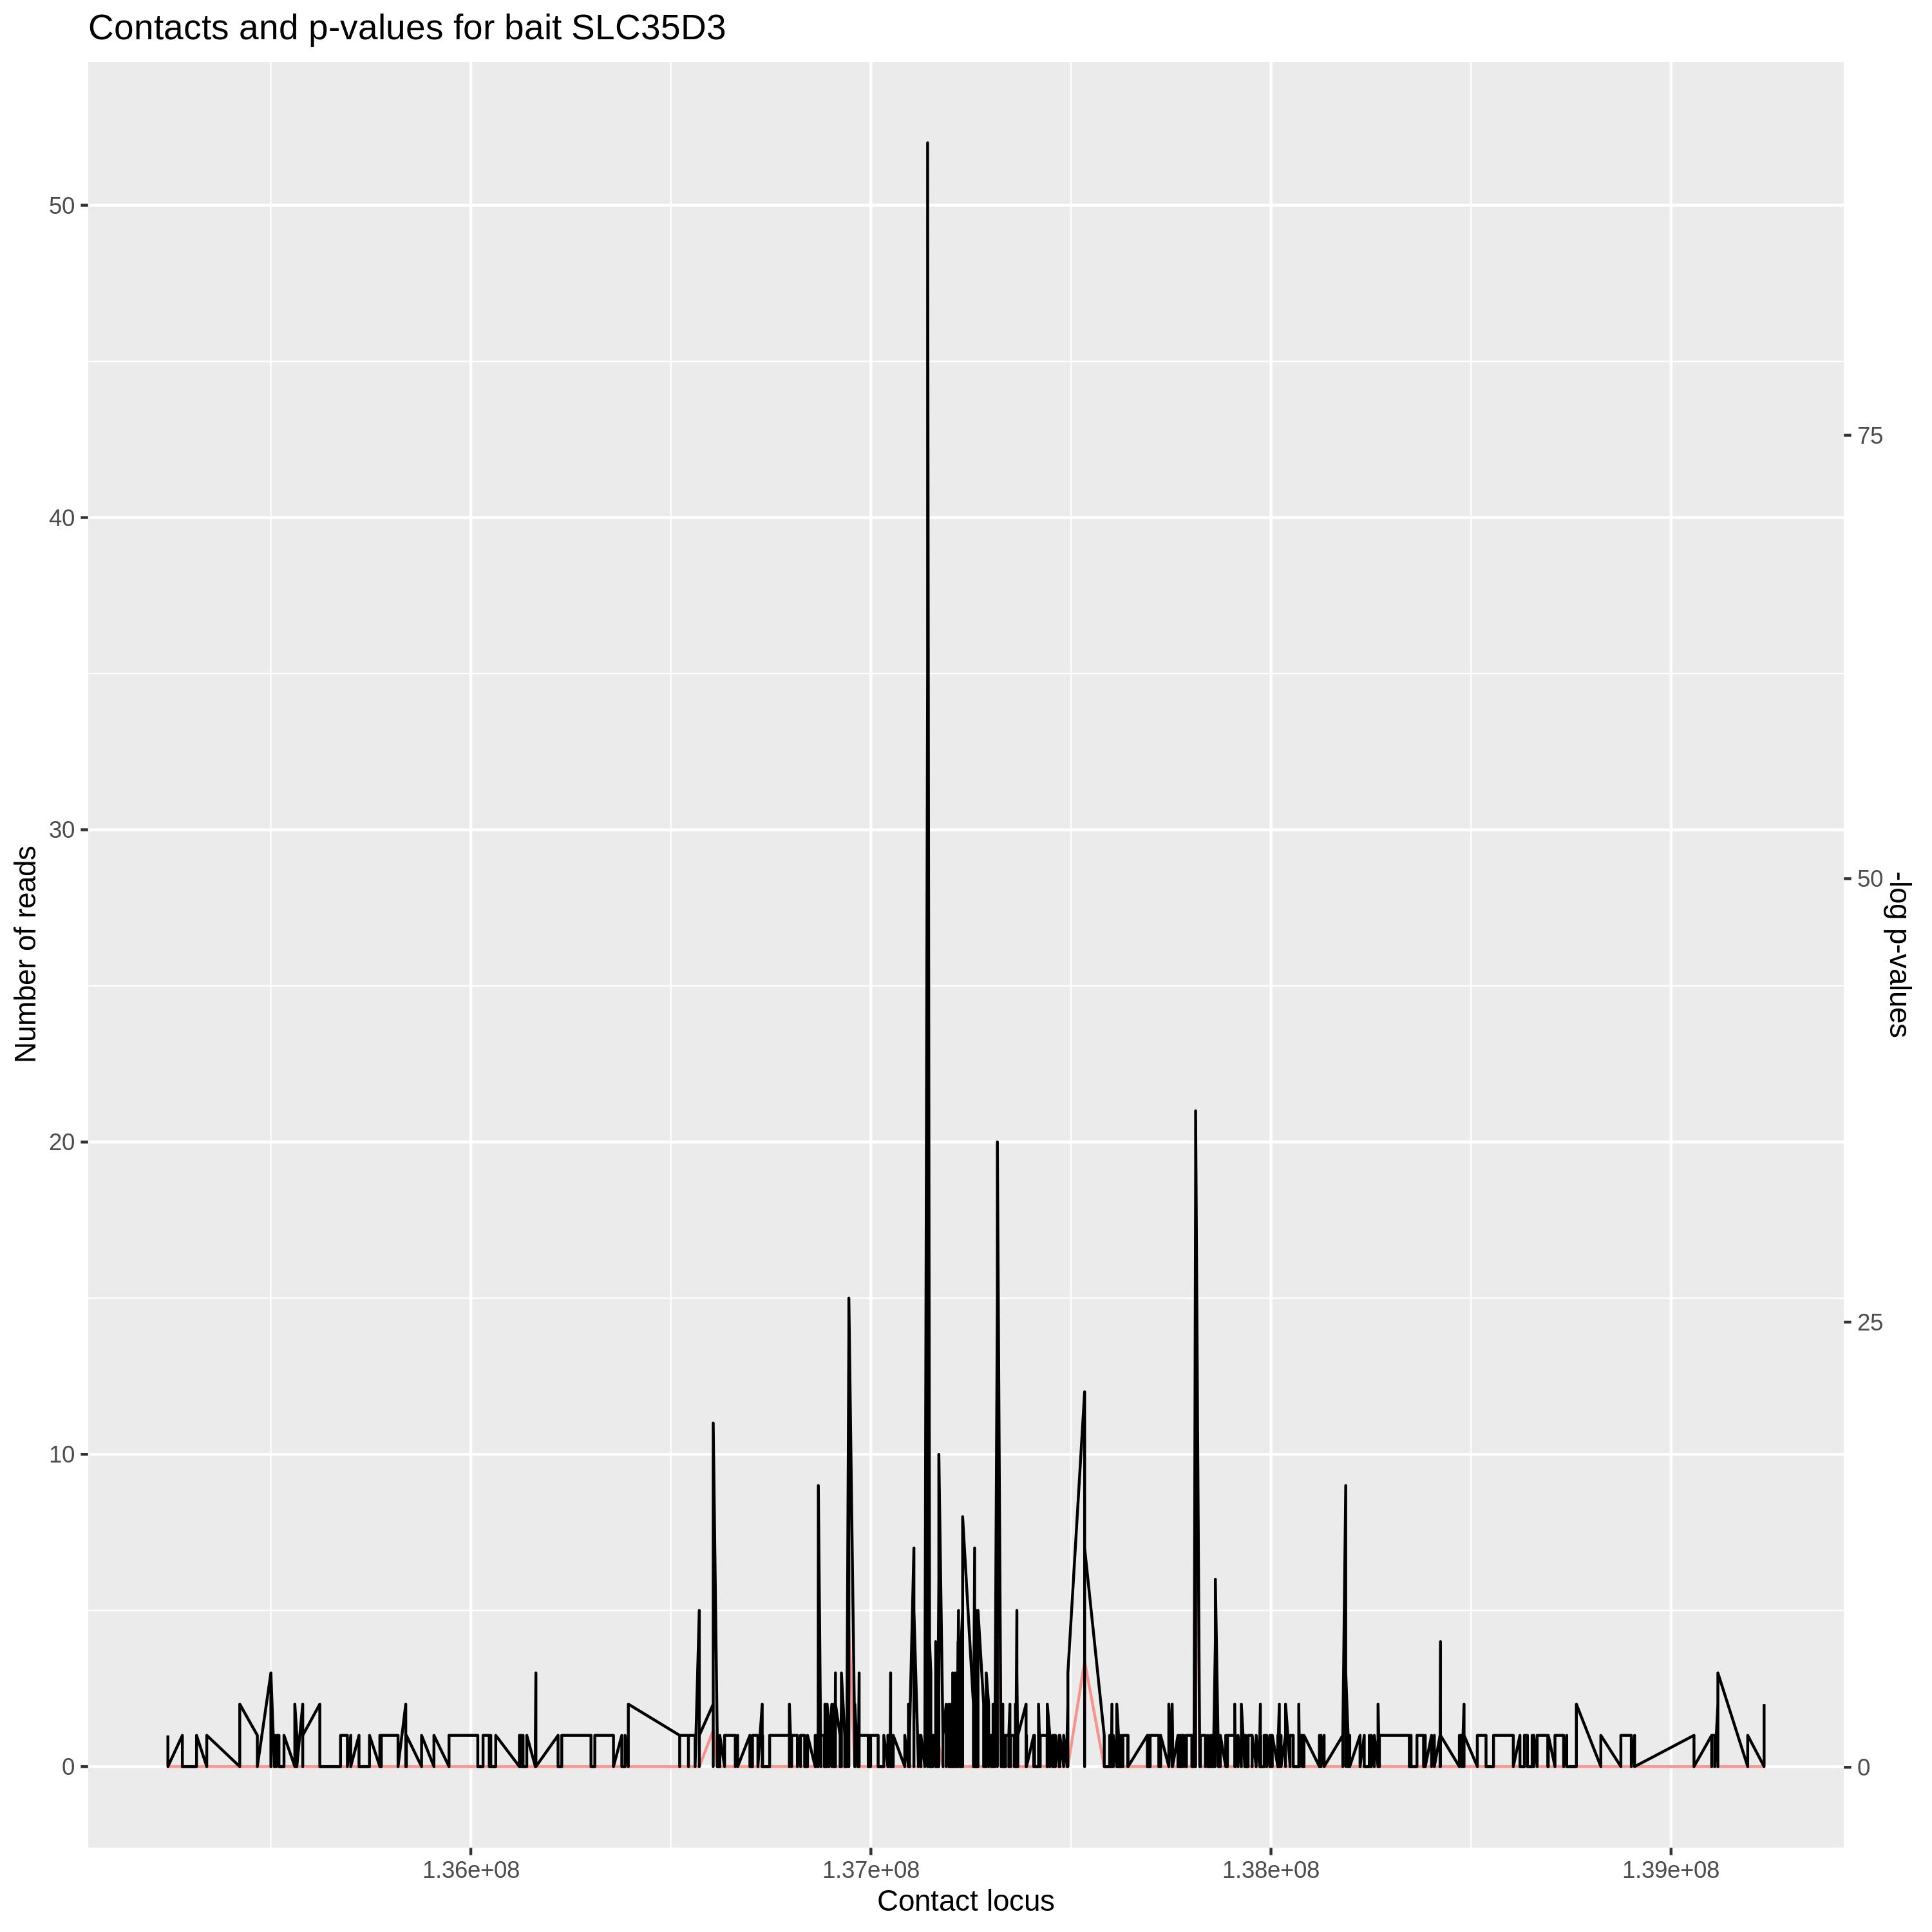 Contacts and p-values for bait SLC35D3
50
40
30
20
10
0
Number of reads
75
50
25
0
-log p-values
1.36e+08 1.37e+08 1.38e+08 1.39e+08
Contact locus